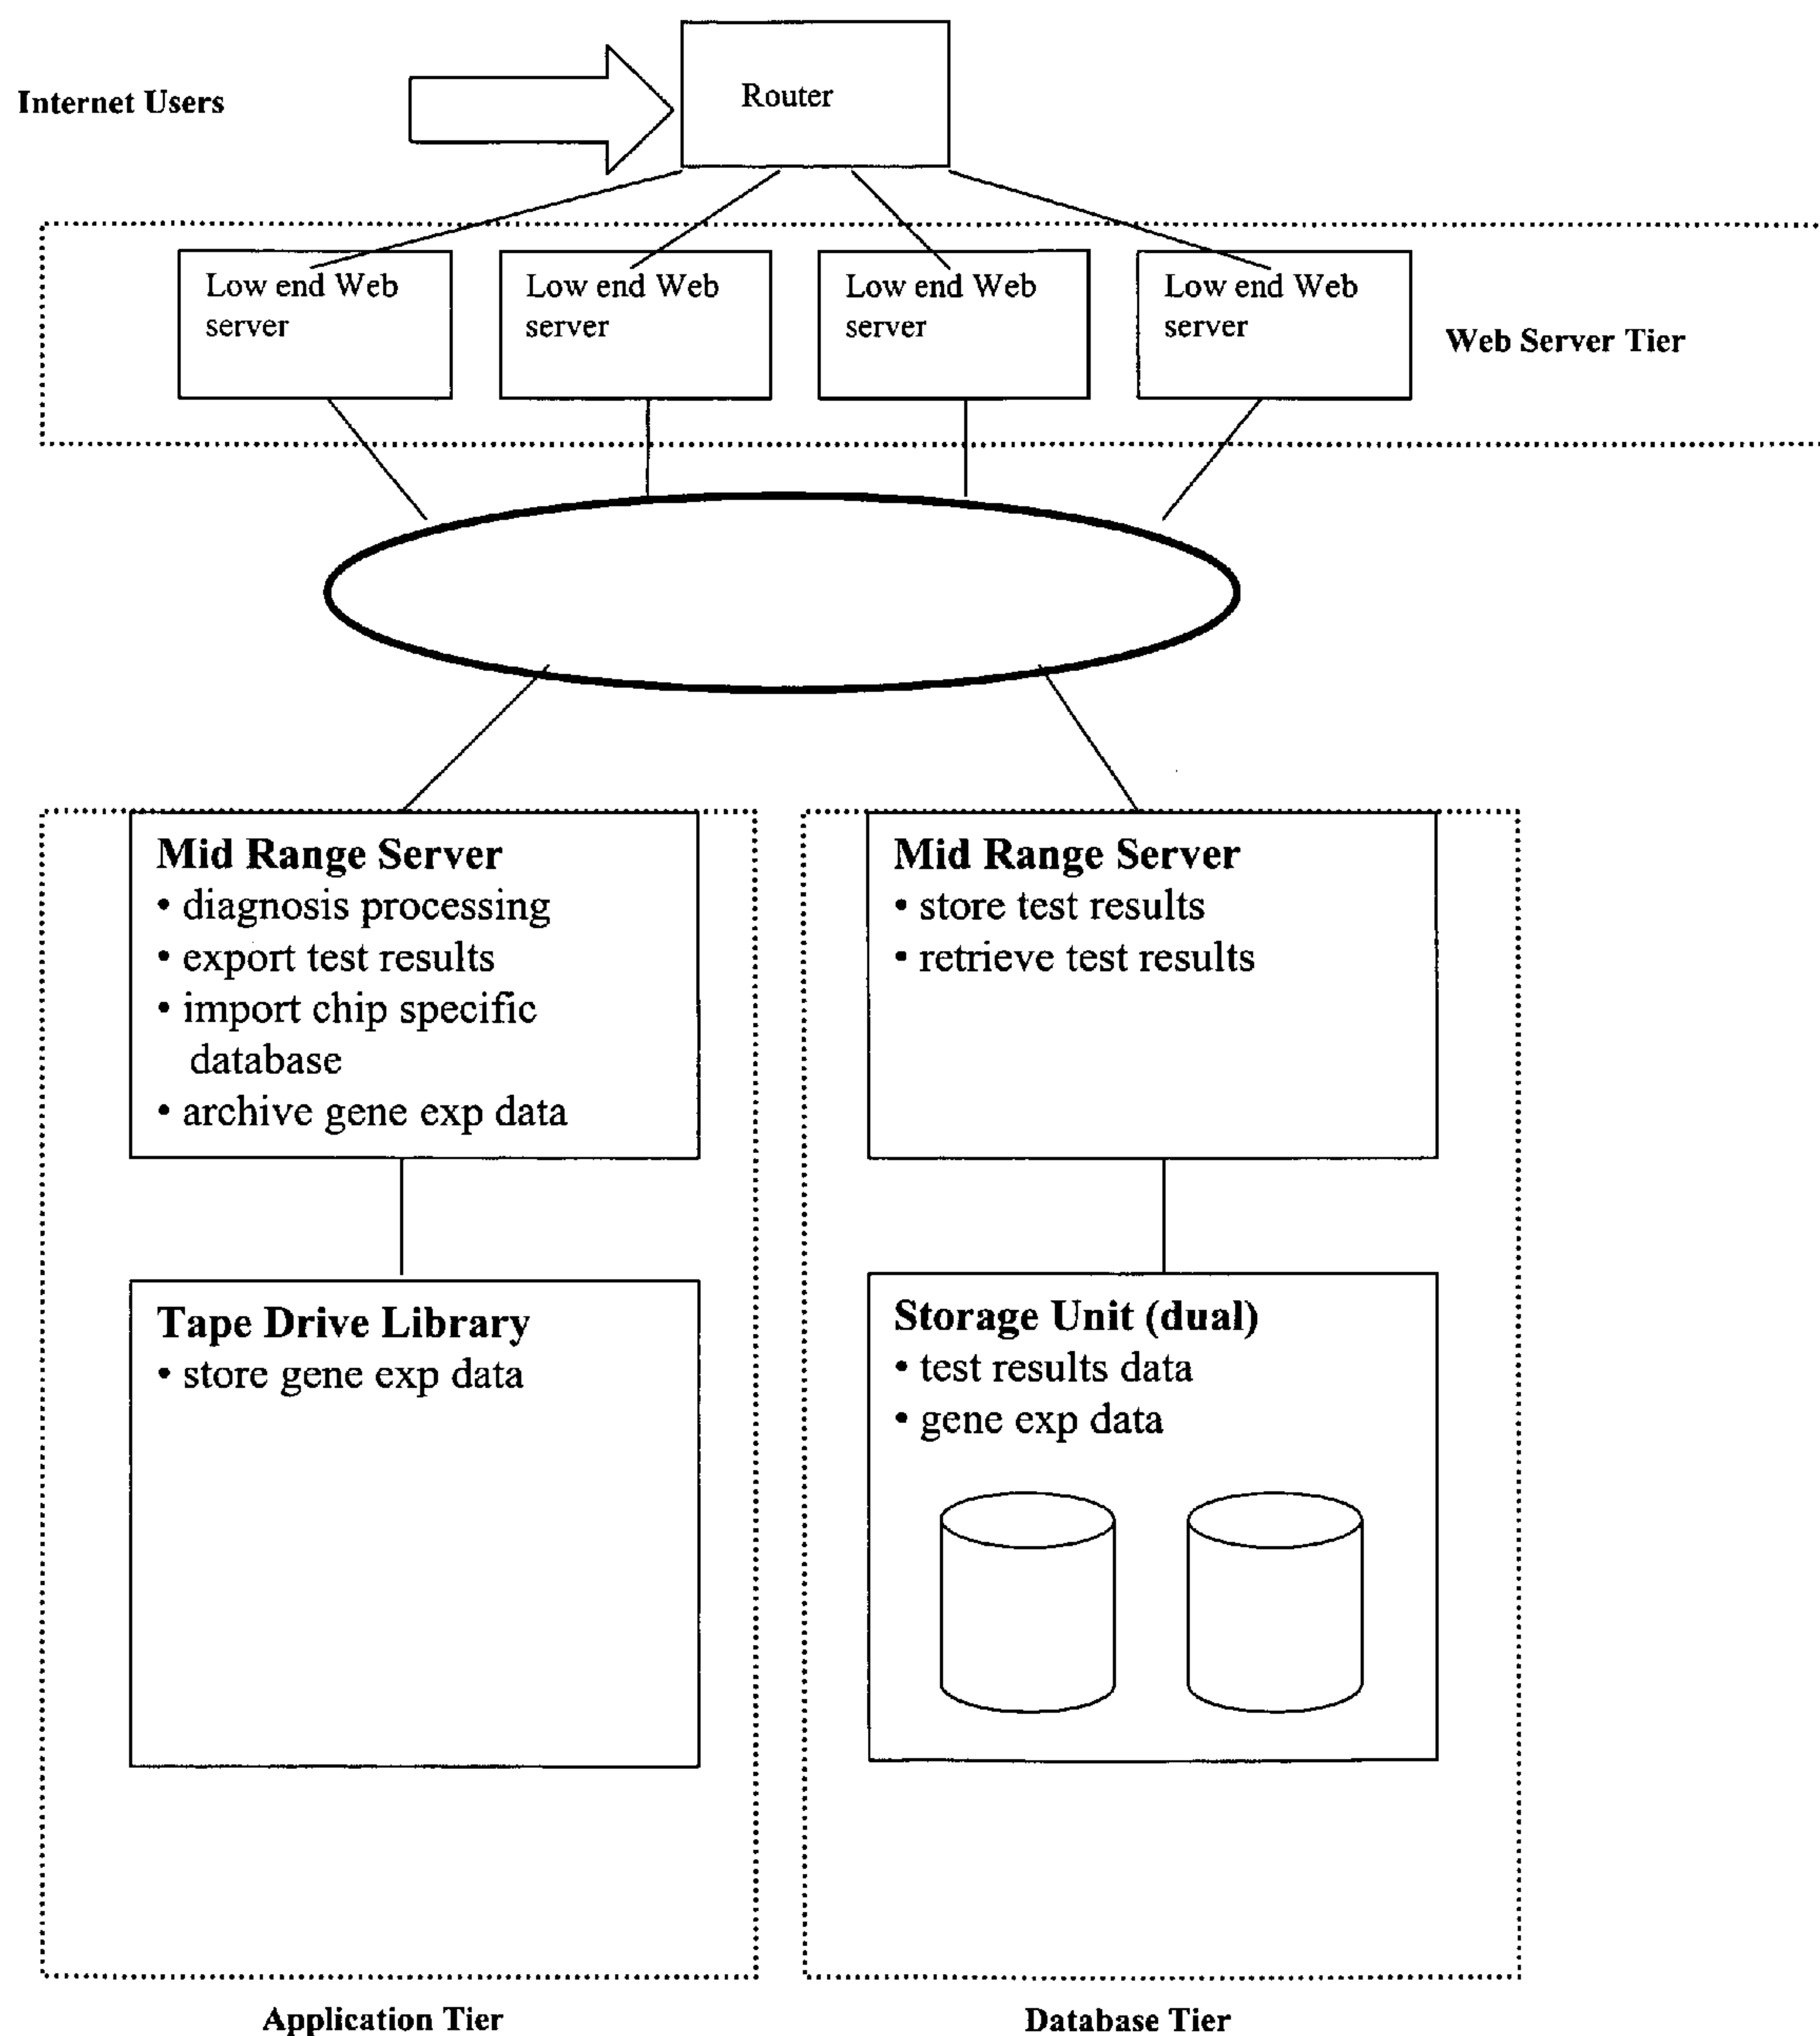 Internet Users
Router
Low end Web
server
Low end Web
server
Low end Web
server
Low end Web
server
Web Server Tier
Mid Range Server
• diagnosis processing
• export test results
• import chip specific
database
• archive gene exp data
Mid Range Server
• store test results
• retrieve test results
Tape Drive Library
• store gene exp data
Storage Unit (dual)
• test results data
• gene exp data
Application Tier
Database Tier